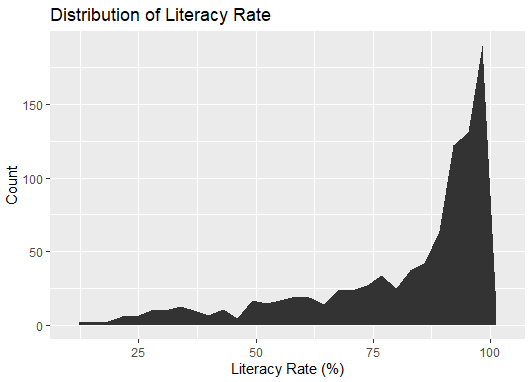 Distribution of Literacy Rate
150
100
50
0
Count
25 50 75 100
Literacy Rate (%)